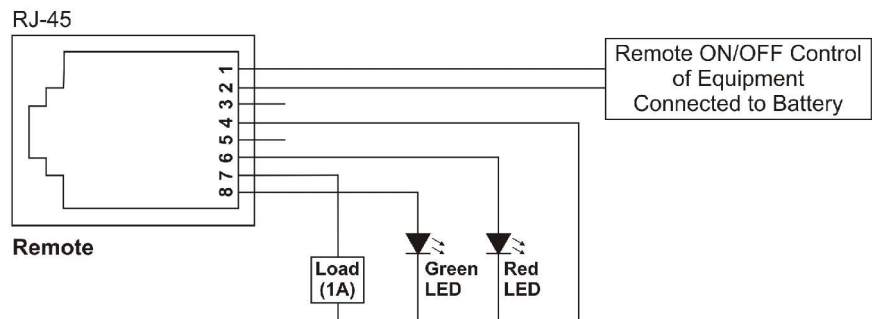 RJ-45
1
2
3
4
5
6
7
8
Remote ON/OFF Control
of Equipment
Connected to Battery
Remote
Load
(1A)
Green
LED
Red
LED